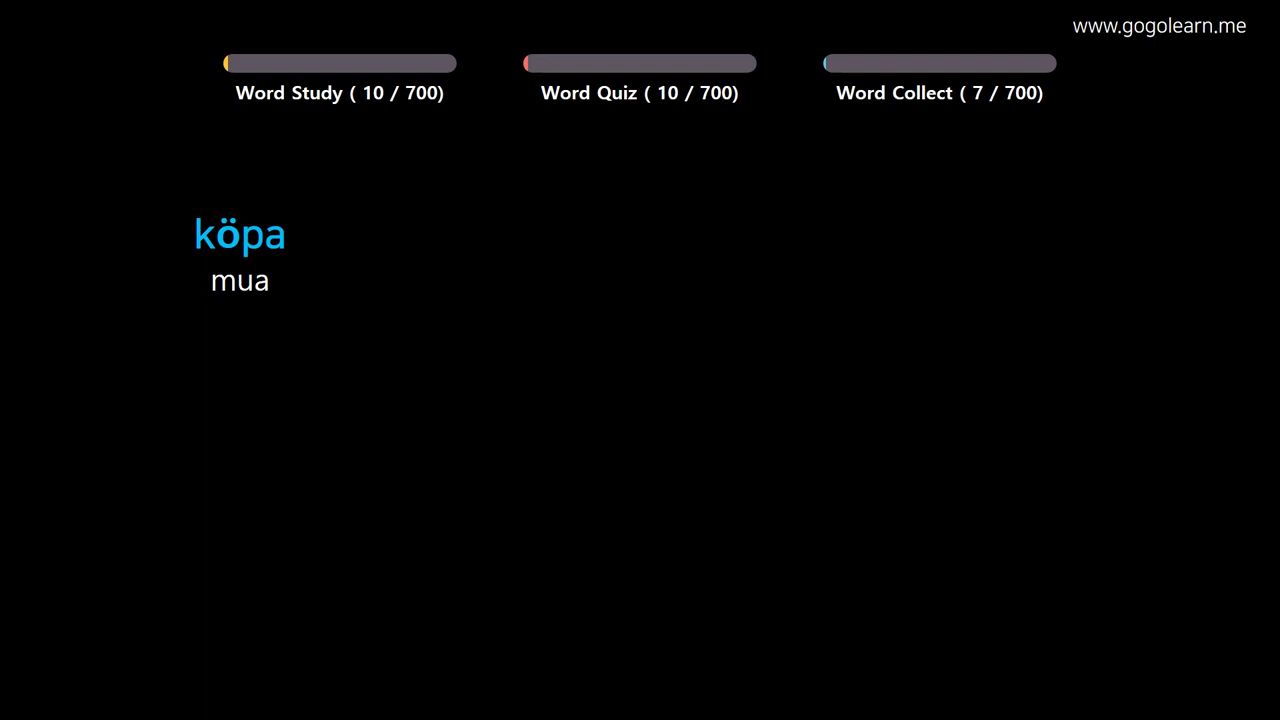 www.gogolearn.me
Word Study ( 10 / 700)
Word Quiz ( 10 / 700)
Word Collect ( 7 / 700)
köpa
mua